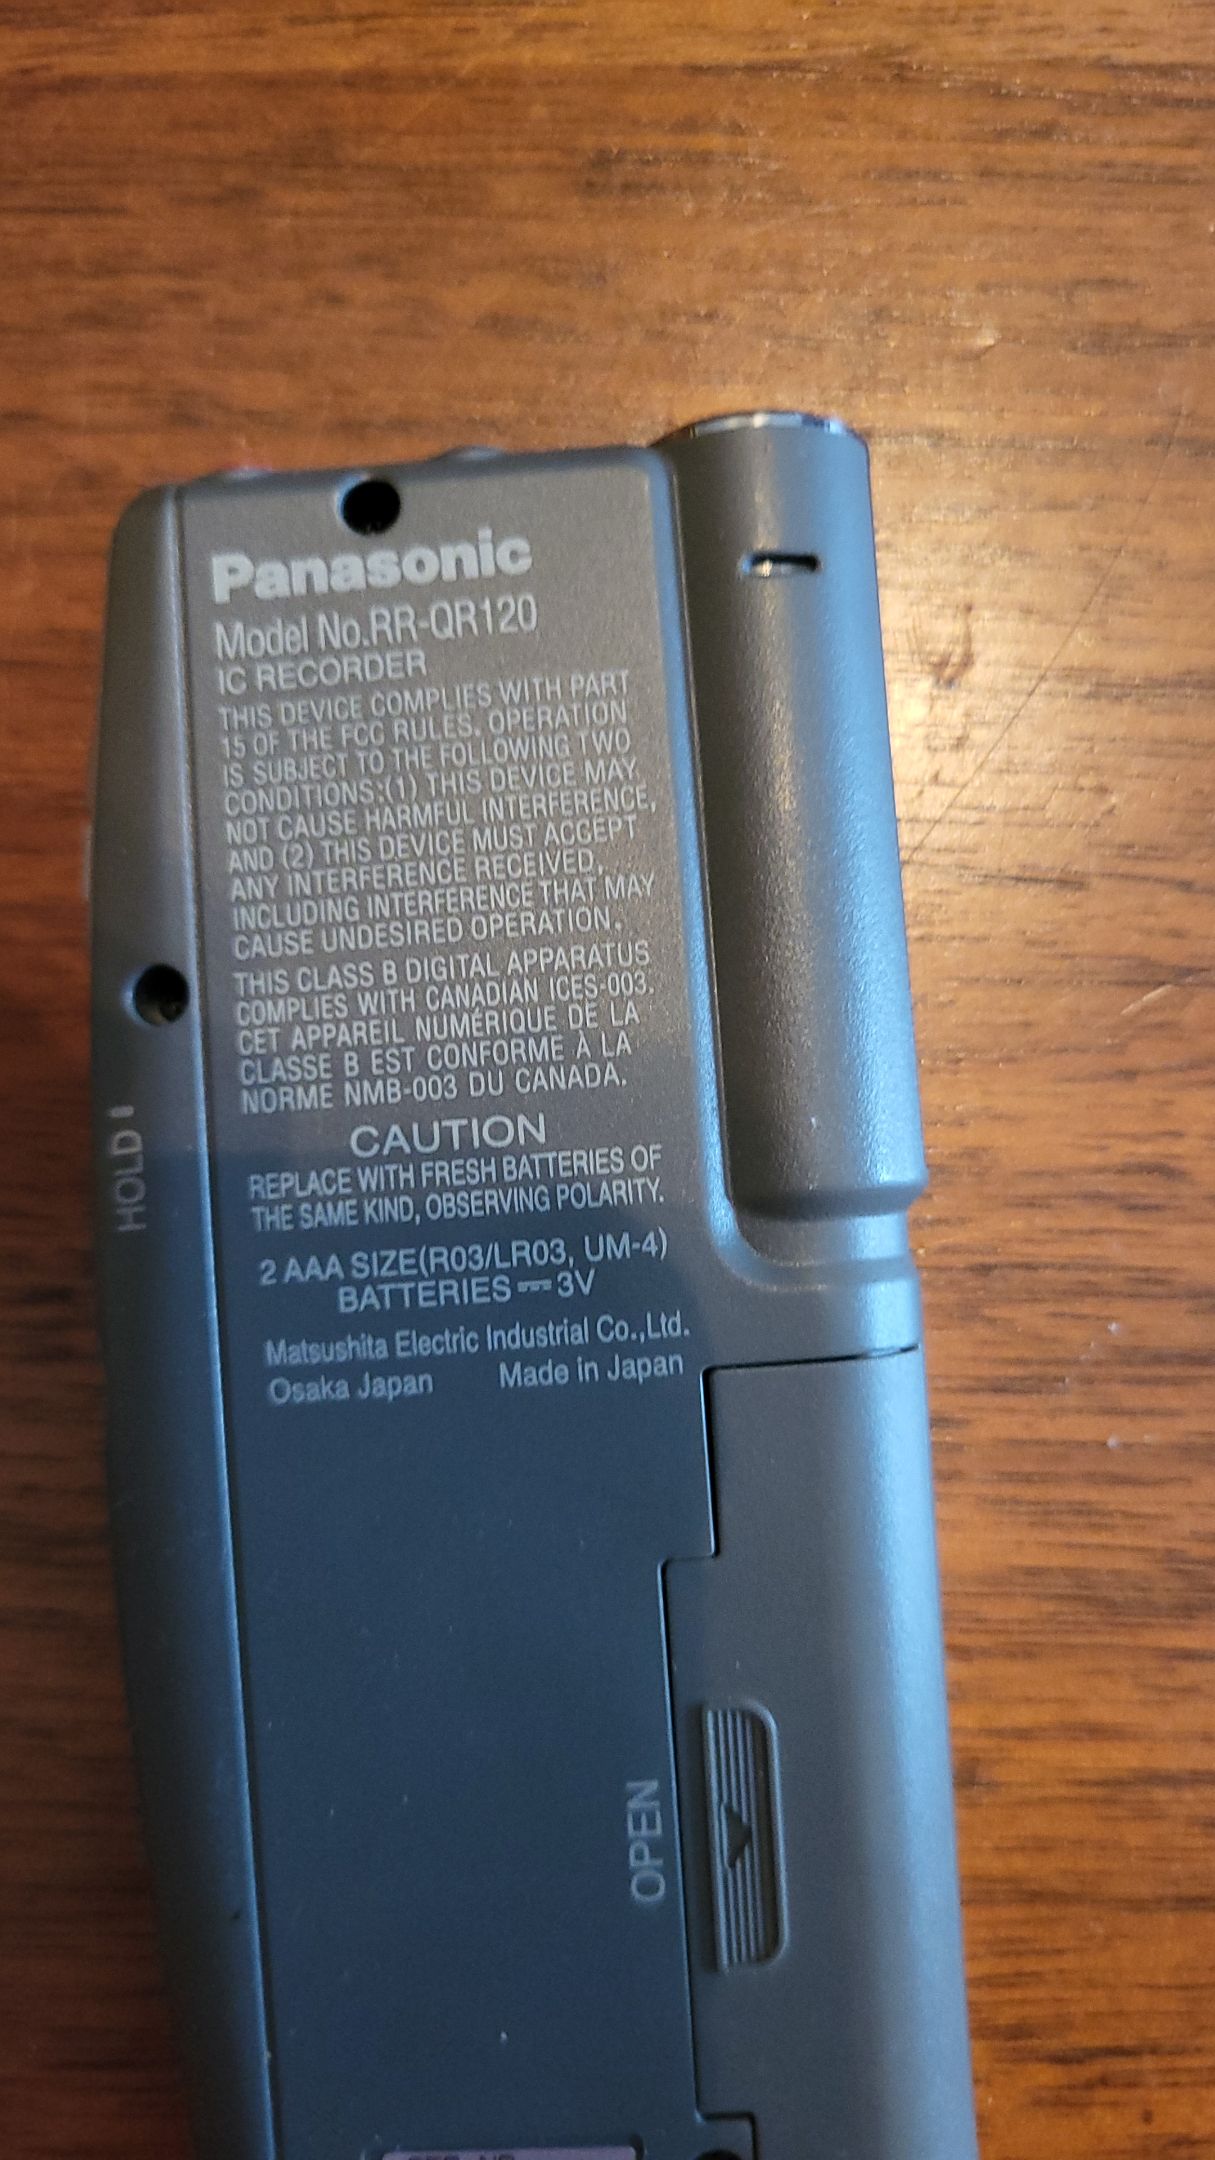 Panasonic
Model No.RR-QR120
IC RECORDER
THIS DEVICE COMPLIES WITH PART
15 OF THE FCC RULES. OPERATION
IS SUBJECT TO THE FOLLOWING TWO
CONDITIONS:(1) THIS DEVICE MAY
NOT CAUSE HARMFUL INTERFERENCE,
AND (2) THIS DEVICE MUST ACCEPT
ANY INTERFERENCE RECEIVED,
INCLUDING INTERFERENCE THAT MAY
CAUSE UNDESIRED OPERATION.
THIS CLASS B DIGITAL APPARATUS
COMPLIES WITH CANADIAN ICES-003.
CET APPAREIL NUMÉRIQUE DE LA
CLASSE B EST CONFORME À LA
NORME NMB-003 DU CANADA.
HOLD
CAUTION
REPLACE WITH FRESH BATTERIES OF
THE SAME KIND, OBSERVING POLARITY.
2 AAA SIZE(R03/LR03, UM-4)
BATTERIES ⎓ 3V
Matsushita Electric Industrial Co.,Ltd.
Osaka Japan Made in Japan
OPEN